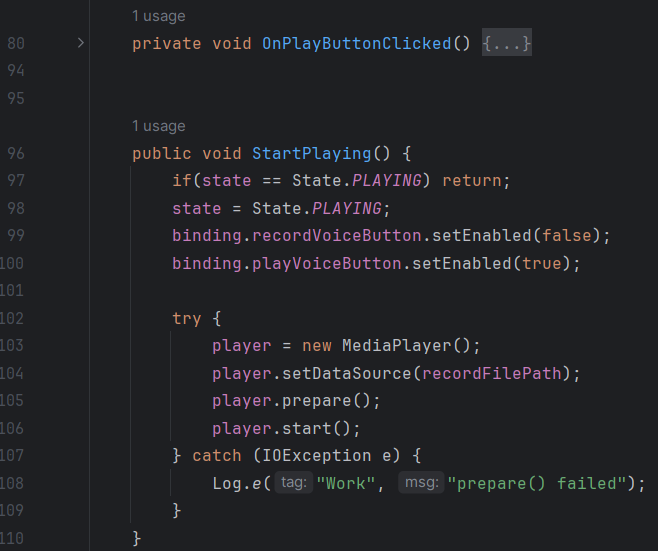 1 usage
80 private void OnPlayButtonClicked() {...}
94
95
1 usage
96 public void StartPlaying() {
97 if(state == State.PLAYING) return;
98 state = State.PLAYING;
99 binding.recordVoiceButton.setEnabled(false);
100 binding.playVoiceButton.setEnabled(true);
101
102 try {
103 player = new MediaPlayer();
104 player.setDataSource(recordFilePath);
105 player.prepare();
106 player.start();
107 } catch (IOException e) {
108 Log.e( tag: "Work", msg: "prepare() failed");
109 }
110 }